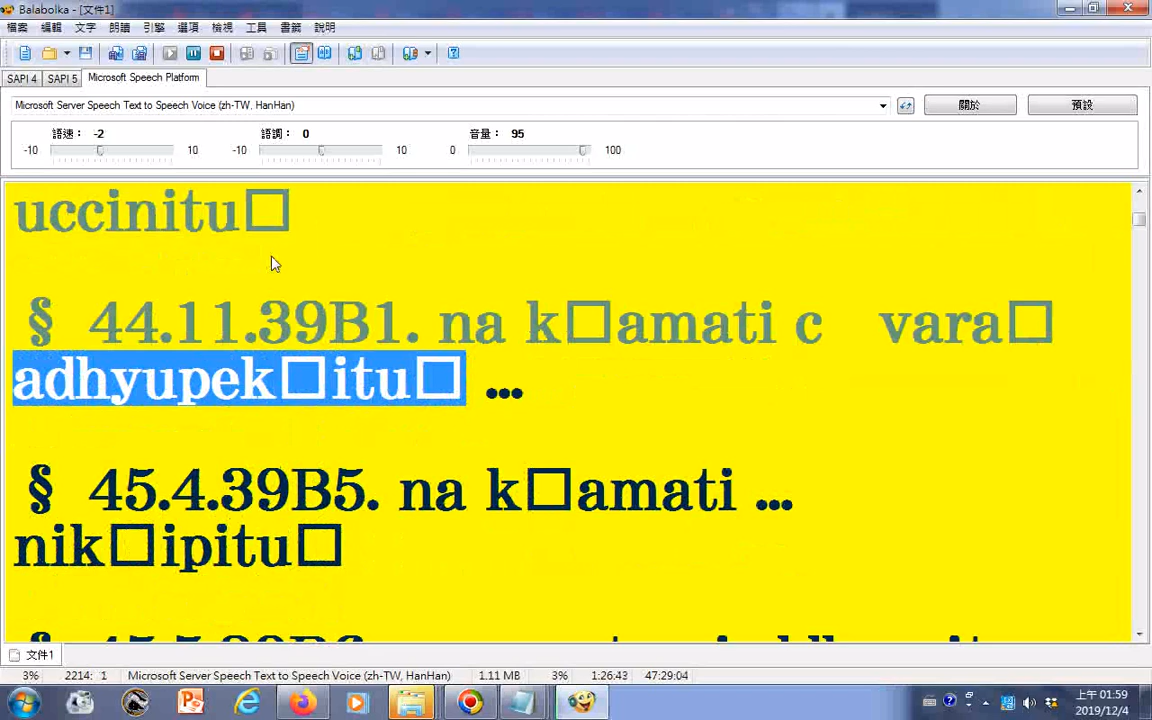 Balabolka - [文件1]
檔案 編輯 文字 朗讀 引擎 選項 檢視 工具 書籤 說明
SAPI 4 SAPI 5 Microsoft Speech Platform
Microsoft Server Speech Text to Speech Voice (zh-TW, HanHan) 關於 預設
語速： -2 語調： 0 音量： 95
-10 10 -10 10 0 100
uccinitu□
§ 44.11.39B1. na k□amati c vara□
adhyupek□itu□ ...
§ 45.4.39B5. na k□amati ...
nik□ipitu□
文件1
3% 2214: 1 Microsoft Server Speech Text to Speech Voice (zh-TW, HanHan) 1.11 MB 3% 1:26:43 47:29:04
上午 01:59
2019/12/4